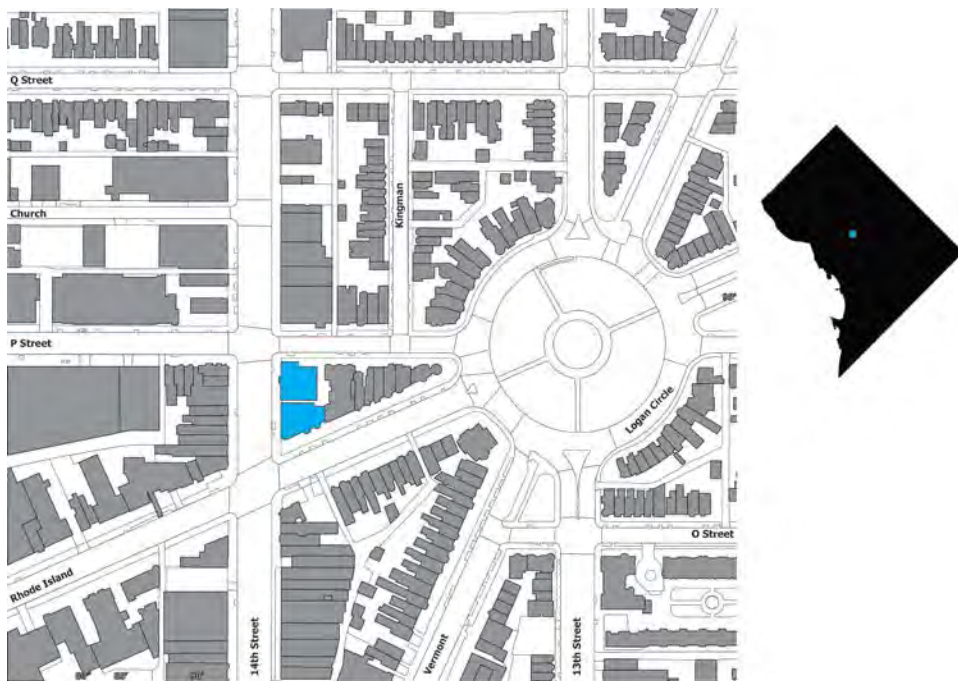 Q Street
Kingman
Church
P Street
Logan Circle
O Street
Rhode Island
14th Street
Vermont
13th Street